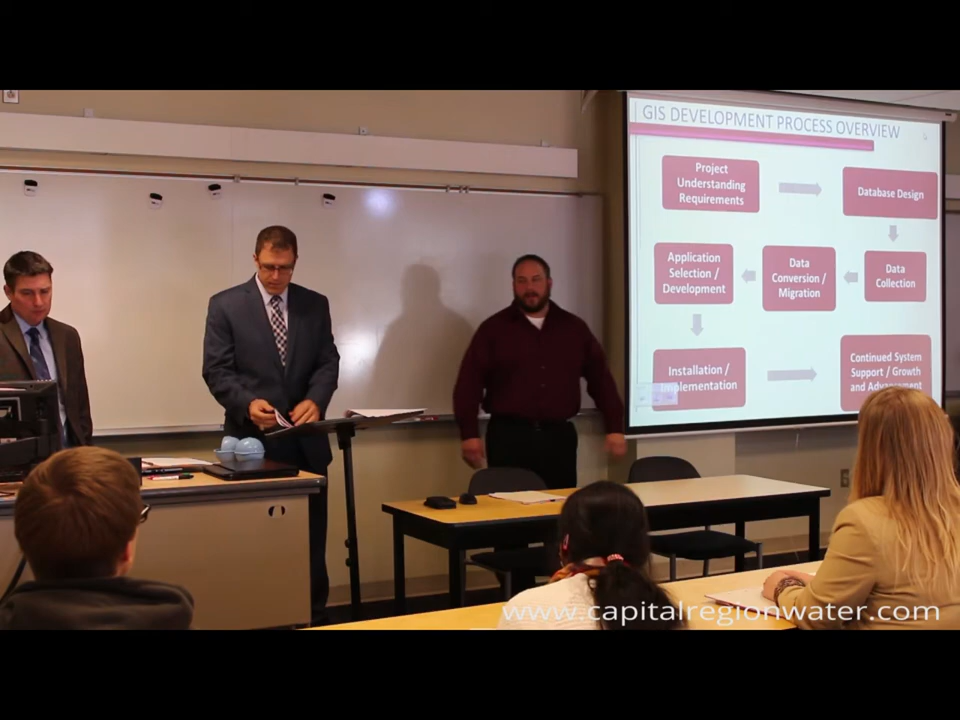 GIS DEVELOPMENT PROCESS OVERVIEW
Project
Understanding
Requirements
Database Design
Application
Selection /
Development
Data
Conversion /
Migration
Data
Collection
Installation /
Implementation
Continued System
Support / Growth
and Advancement
www.capitalregionwater.com